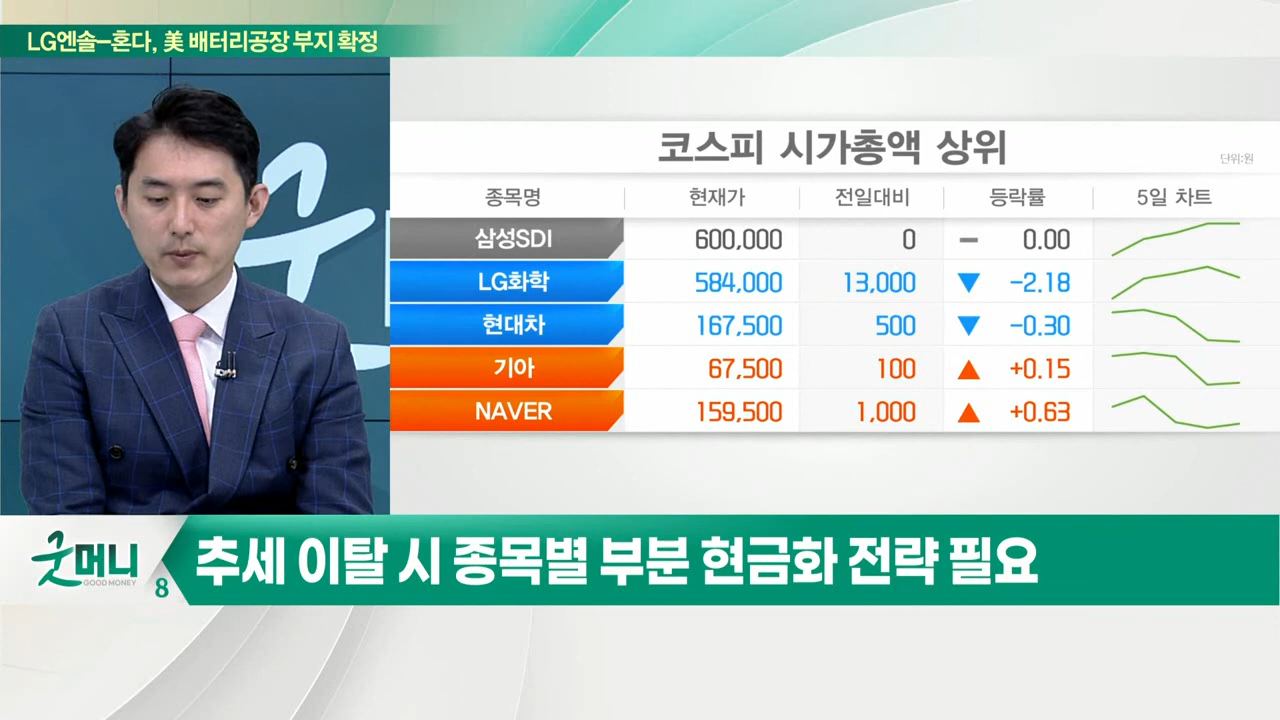 LG엔솔-혼다, 美 배터리공장 부지 확정
코스피 시가총액 상위
단위:원
종목명 현재가 전일대비 등락률 5일 차트
삼성SDI 600,000 0 0.00
LG화학 584,000 13,000 ▼ -2.18
현대차 167,500 500 ▼ -0.30
기아 67,500 100 ▲ +0.15
NAVER 159,500 1,000 ▲ +0.63
굿머니
GOOD MONEY
8
추세 이탈 시 종목별 부분 현금화 전략 필요